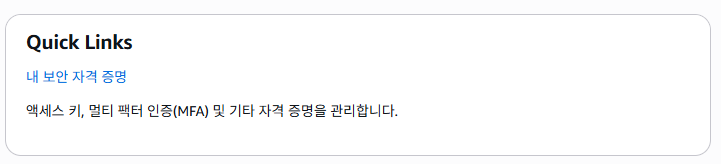 Quick Links
내 보안 자격 증명
액세스 키, 멀티 팩터 인증(MFA) 및 기타 자격 증명을 관리합니다.